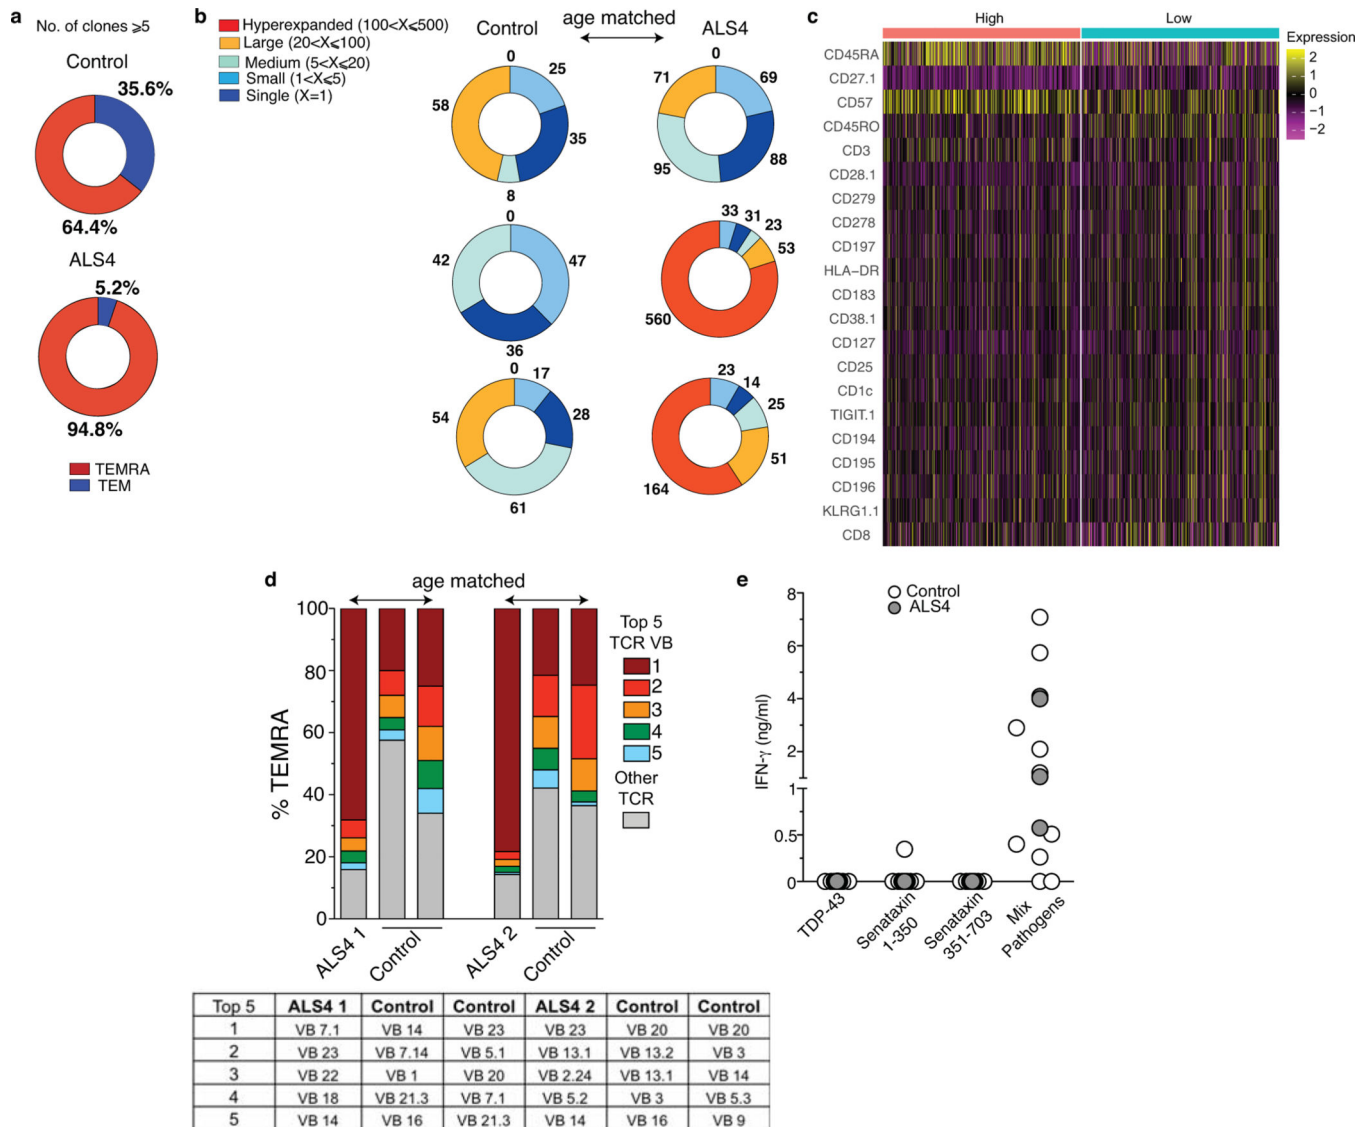 a
No. of clones ⩾5
Control
35.6%
64.4%
ALS4
5.2%
94.8%
TEMRA
TEM
b
Hyperexpanded (100<X⩽500)
Large (20<X⩽100)
Medium (5<X⩽20)
Small (1<X⩽5)
Single (X=1)
Control
age matched
ALS4
0
25
35
8
58
0
69
88
95
71
0
47
36
42
33
31
23
53
560
0
17
28
61
54
23
14
25
51
164
c
High
Low
Expression
2
1
0
−1
−2
CD45RA
CD27.1
CD57
CD45RO
CD3
CD28.1
CD279
CD278
CD197
HLA−DR
CD183
CD38.1
CD127
CD25
CD1c
TIGIT.1
CD194
CD195
CD196
KLRG1.1
CD8
d
age matched
% TEMRA
100
80
60
40
20
0
ALS4 1
Control
ALS4 2
Control
Top 5
TCR VB
1
2
3
4
5
Other
TCR
e
Control
ALS4
IFN-γ (ng/ml)
8
6
4
2
1
0.5
0
TDP-43
Senataxin
1-350
Senataxin
351-703
Mix
Pathogens
Top 5 ALS4 1 Control Control ALS4 2 Control Control
1 VB 7.1 VB 14 VB 23 VB 23 VB 20 VB 20
2 VB 23 VB 7.14 VB 5.1 VB 13.1 VB 13.2 VB 3
3 VB 22 VB 1 VB 20 VB 2.24 VB 13.1 VB 14
4 VB 18 VB 21.3 VB 7.1 VB 5.2 VB 3 VB 5.3
5 VB 14 VB 16 VB 21.3 VB 14 VB 16 VB 9